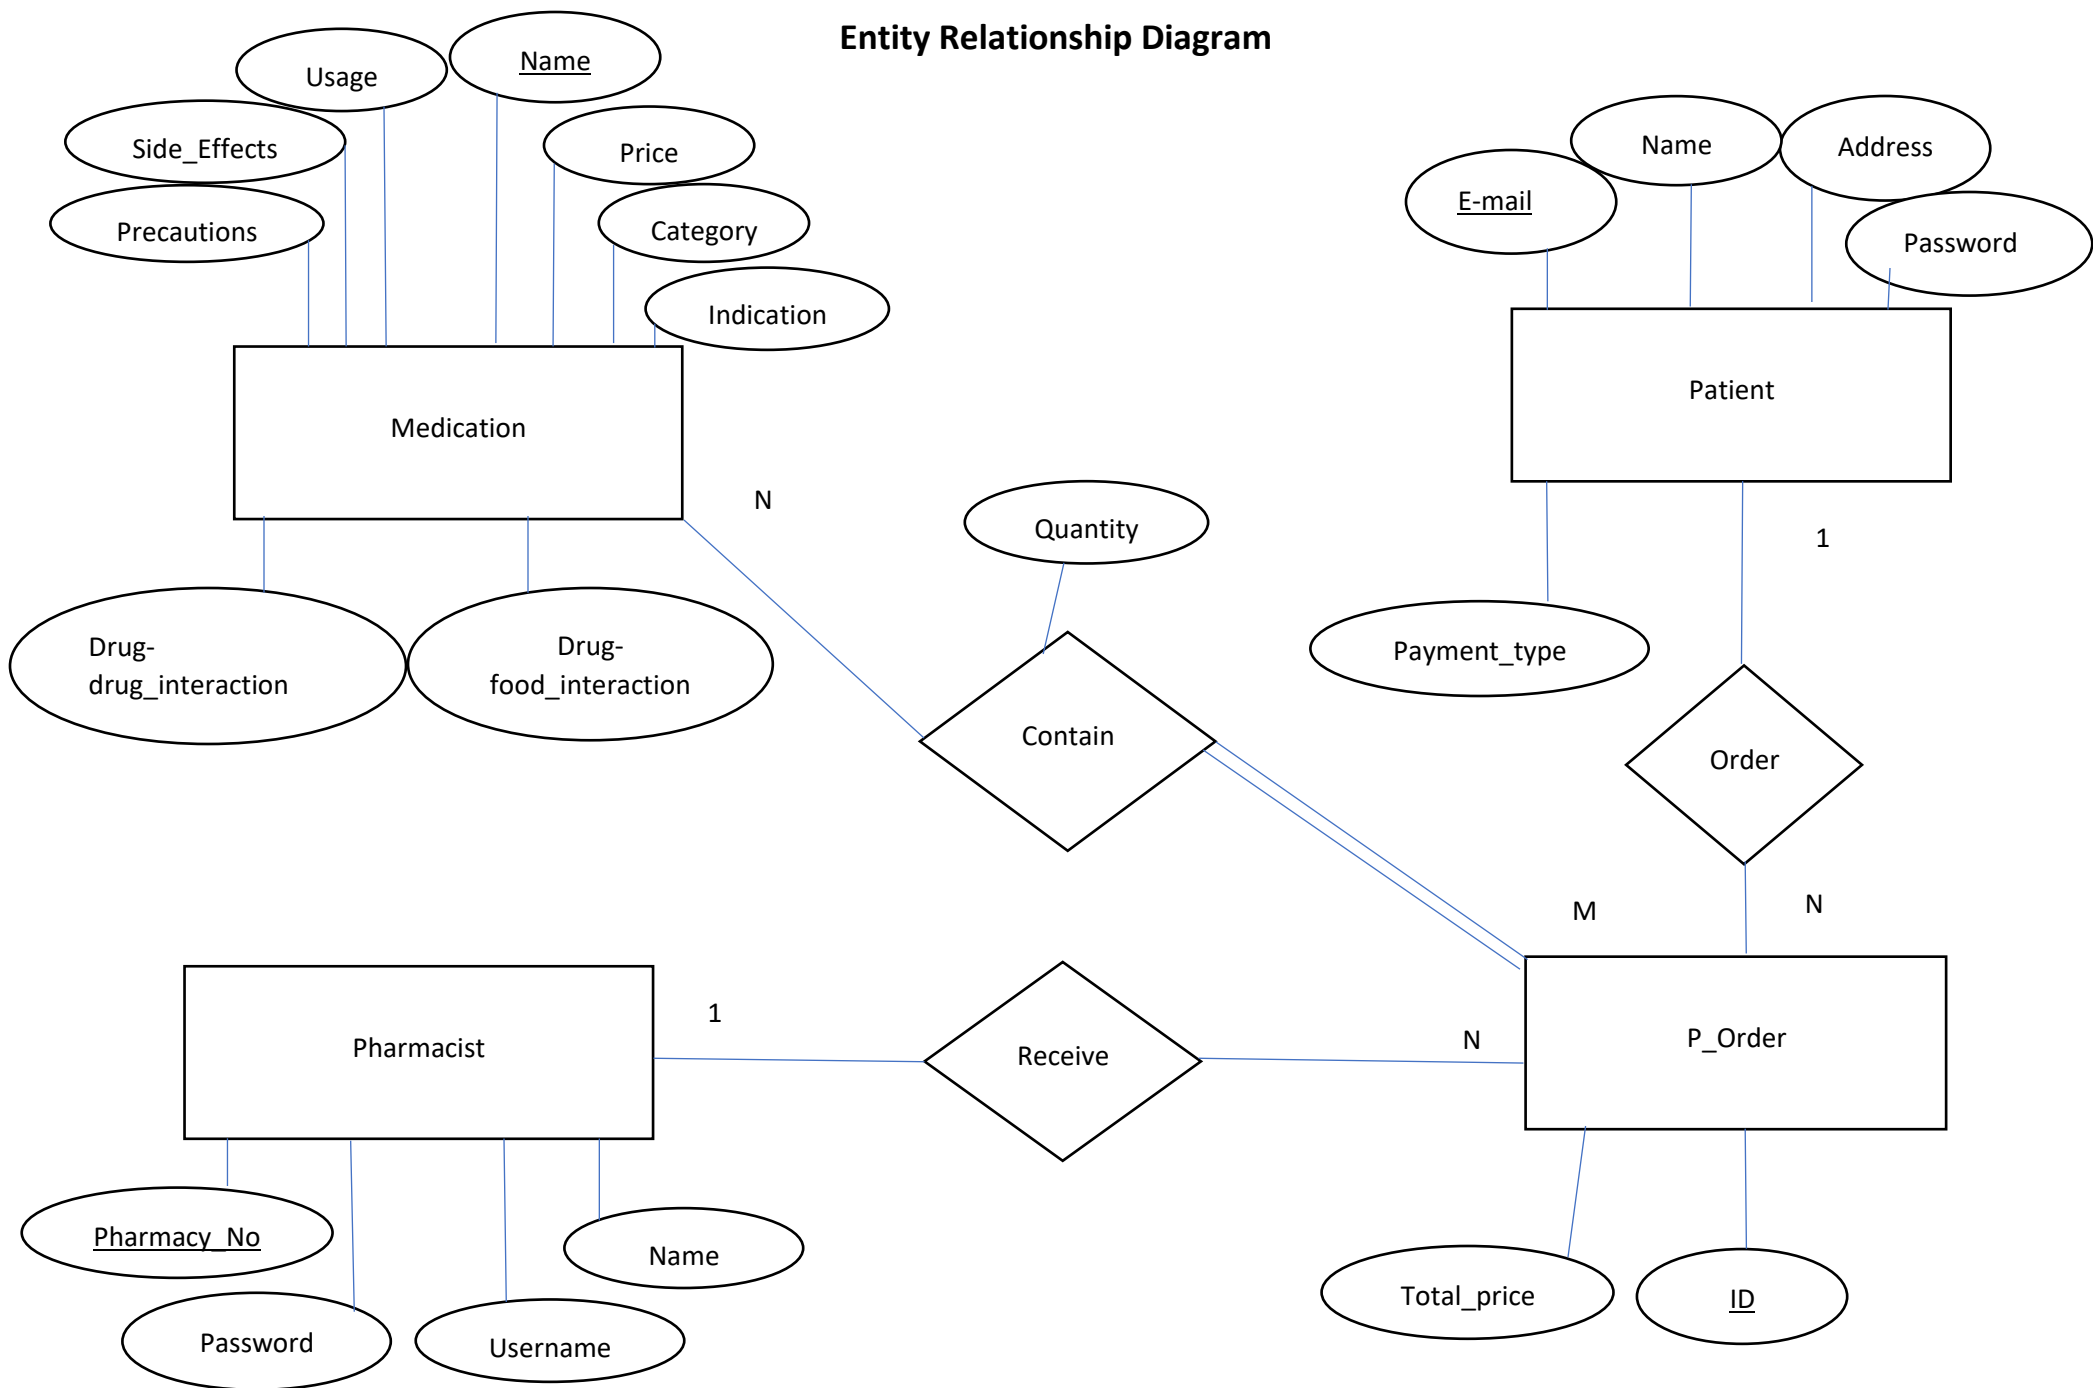 Entity Relationship Diagram
Usage
Name
Side_Effects
Price
Precautions
Category
Indication
Medication
Drug-
drug_interaction
Drug-
food_interaction
N
Quantity
Contain
E-mail
Name
Address
Password
Patient
1
Payment_type
Order
M
N
Pharmacist
1
Receive
N
P_Order
Pharmacy_No
Name
Password
Username
Total_price
ID